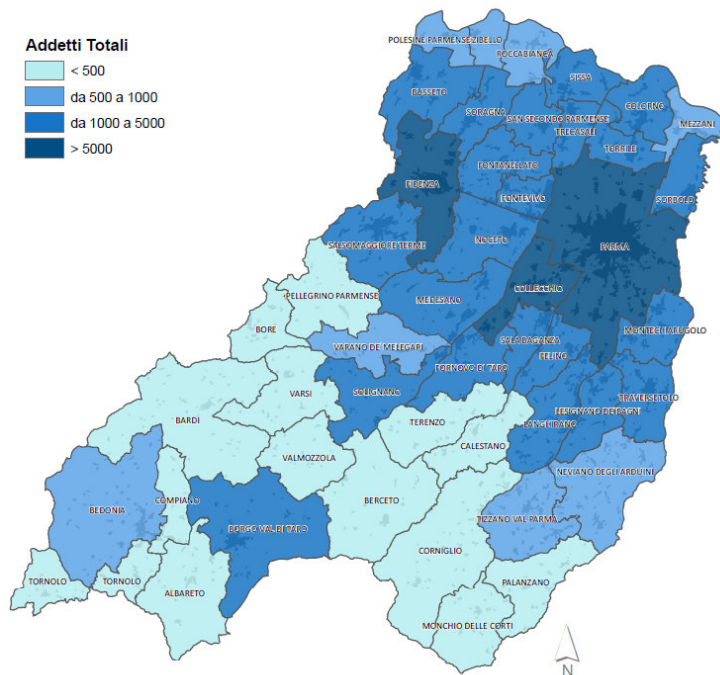 Addetti Totali
< 500
da 500 a 1000
da 1000 a 5000
> 5000
POLESINE PARMENSE
ZIBELLO
ROCCABIANCA
SISSA
BUSSETO
COLORNO
SORAGNA
SAN SECONDO PARMENSE
MEZZANI
TRECASALI
TORRILE
FONTANELLATO
FIDENZA
FONTEVIVO
SORBOLO
SALSOMAGGIORE TERME
NOCETO
PARMA
COLLECCHIO
PELLEGRINO PARMENSE
MEDESANO
BORE
MONTECHIARUGOLO
SALA BAGANZA
VARANO DE' MELEGARI
FELINO
FORNOVO DI TARO
VARSI
SOLIGNANO
TRAVERSETOLO
LESIGNANO DE'BAGNI
BARDI
TERENZO
LANGHIRANO
CALESTANO
VALMOZZOLA
NEVIANO DEGLI ARDUINI
COMPIANO
BERCETO
BEDONIA
TIZZANO VAL PARMA
BORGO VAL DI TARO
CORNIGLIO
TORNOLO
TORNOLO
PALANZANO
ALBARETO
MONCHIO DELLE CORTI
N